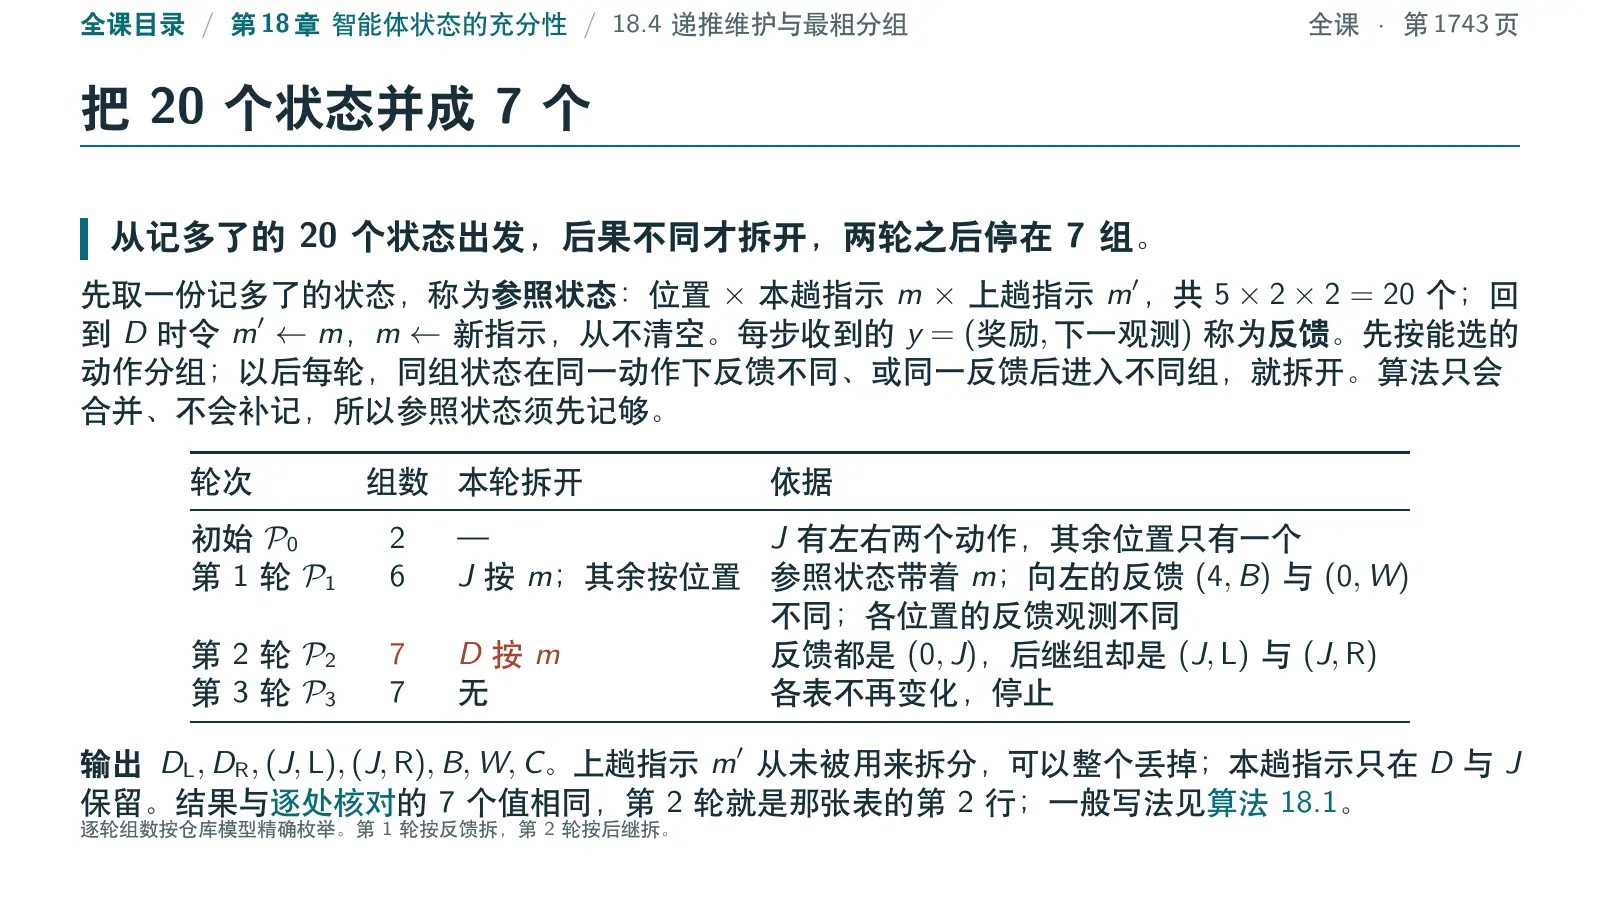 全课目录 / 第18章 智能体状态的充分性 / 18.4 递推维护与最粗分组
全课 · 第1743页
把 20 个状态并成 7 个
从记多了的 20 个状态出发，后果不同才拆开，两轮之后停在 7 组。
先取一份记多了的状态，称为参照状态：位置 × 本趟指示 m × 上趟指示 m′，共 5 × 2 × 2 = 20 个；回
到 D 时令 m′ ← m，m ← 新指示，从不清空。每步收到的 y = (奖励, 下一观测) 称为反馈。先按能选的
动作分组；以后每轮，同组状态在同一动作下反馈不同、或同一反馈后进入不同组，就拆开。算法只会
合并、不会补记，所以参照状态须先记够。
轮次 组数 本轮拆开 依据
初始 𝒫₀ 2 — J 有左右两个动作，其余位置只有一个
第 1 轮 𝒫₁ 6 J 按 m；其余按位置 参照状态带着 m；向左的反馈 (4, B) 与 (0, W)
不同；各位置的反馈观测不同
第 2 轮 𝒫₂ 7 D 按 m 反馈都是 (0, J)，后继组却是 (J, L) 与 (J, R)
第 3 轮 𝒫₃ 7 无 各表不再变化，停止
输出 D_L, D_R, (J, L), (J, R), B, W, C。上趟指示 m′ 从未被用来拆分，可以整个丢掉；本趟指示只在 D 与 J
保留。结果与逐处核对的 7 个值相同，第 2 轮就是那张表的第 2 行；一般写法见算法 18.1。
逐轮组数按仓库模型精确枚举。第 1 轮按反馈拆，第 2 轮按后继拆。